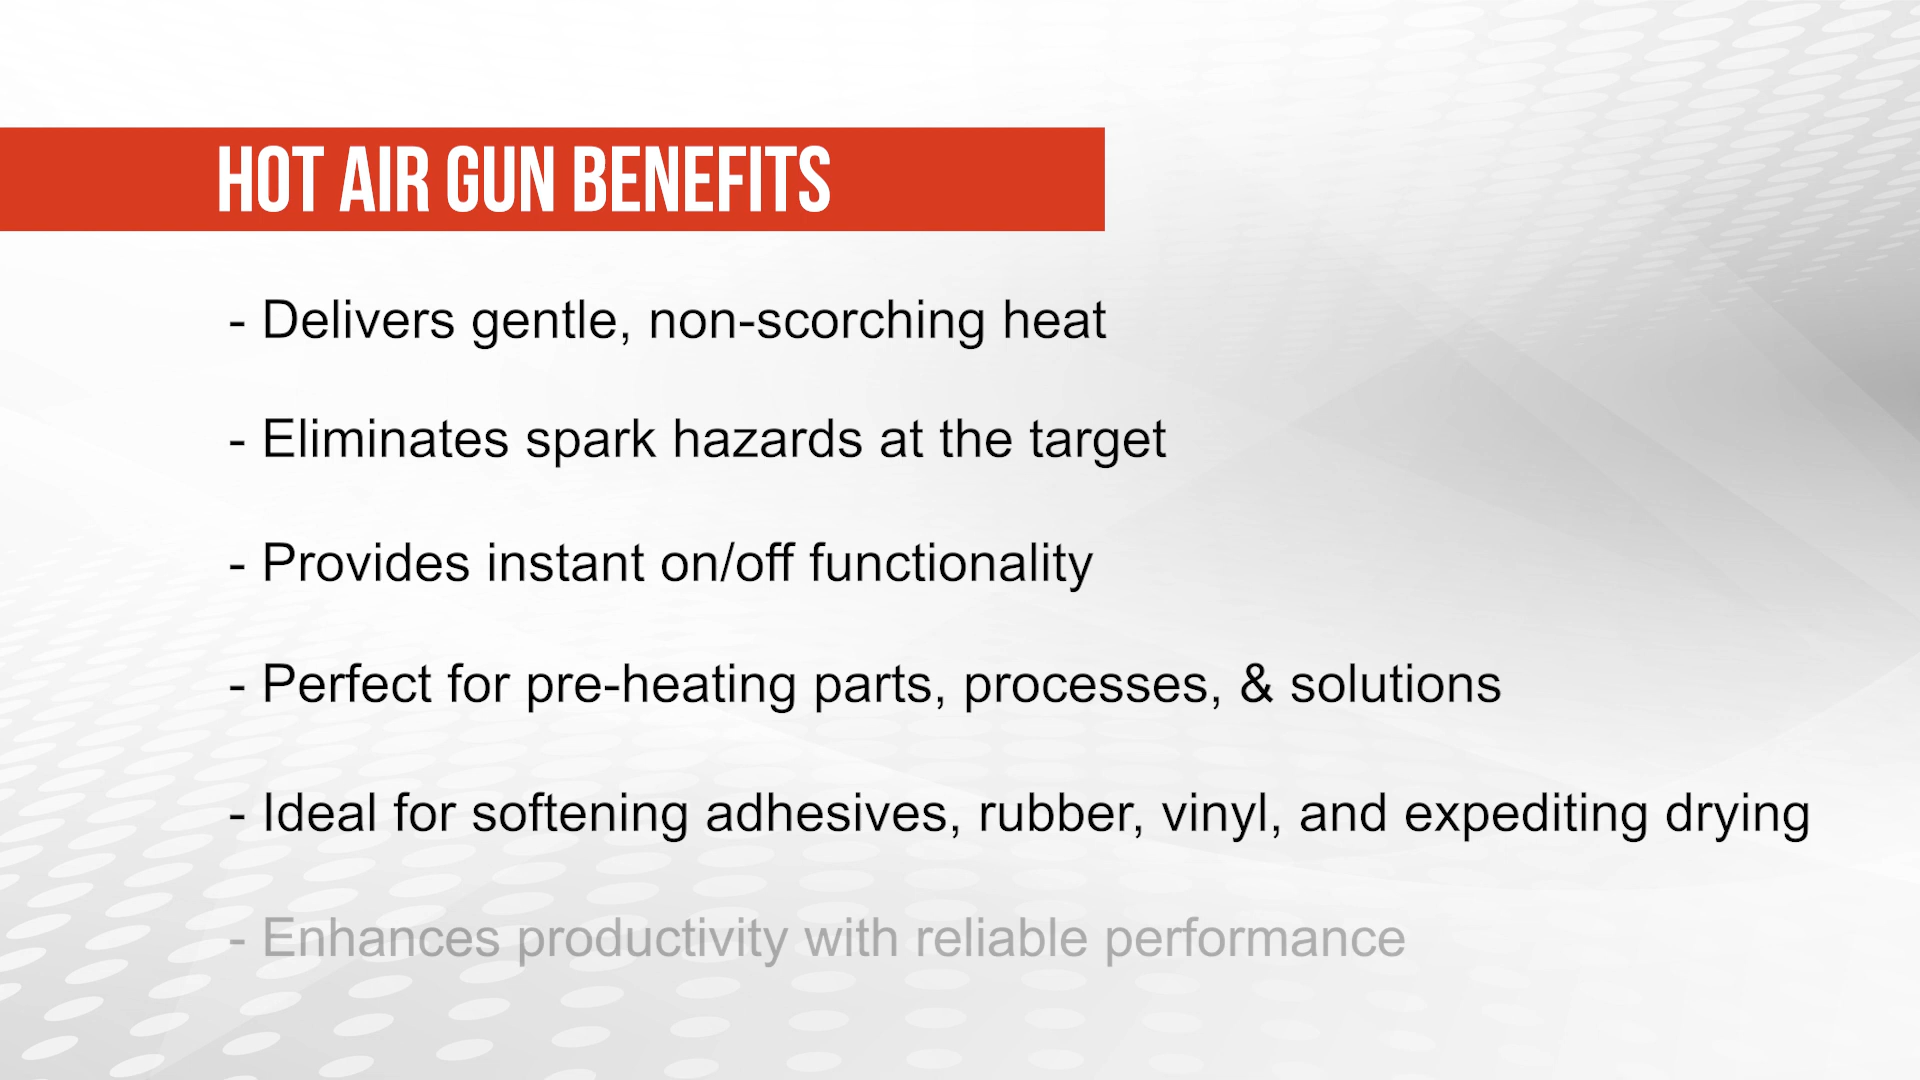 HOT AIR GUN BENEFITS
- Delivers gentle, non-scorching heat
- Eliminates spark hazards at the target
- Provides instant on/off functionality
- Perfect for pre-heating parts, processes, & solutions
- Ideal for softening adhesives, rubber, vinyl, and expediting drying
- Enhances productivity with reliable performance